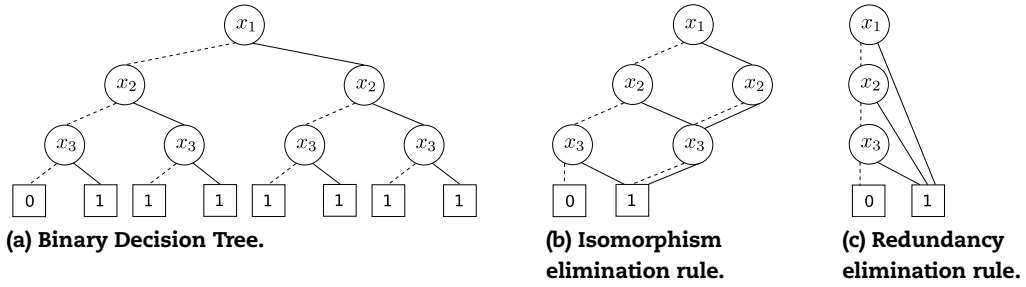 x₁ x₁ x₁
x₂ x₂ x₂ x₂ x₂
x₃ x₃ x₃ x₃ x₃ x₃ x₃
0 1 1 1 1 1 1 1 0 1 0 1
(a) Binary Decision Tree. (b) Isomorphism (c) Redundancy
elimination rule. elimination rule.